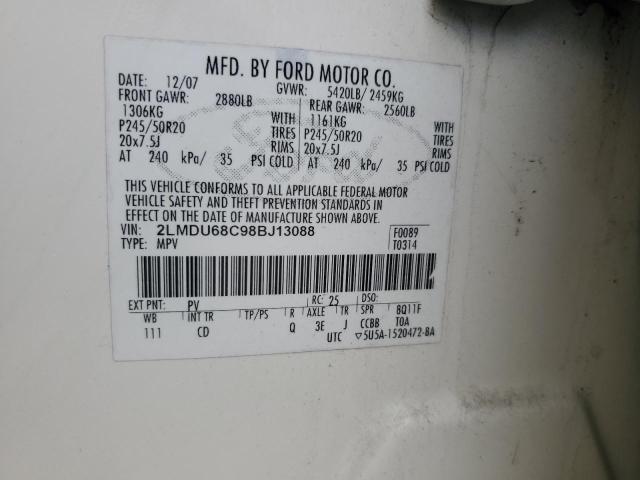 MFD. BY FORD MOTOR CO.
DATE: 12/07 GVWR: 5420LB/ 2459KG
FRONT GAWR: 2880LB REAR GAWR: 2560LB
1306KG WITH 1161KG WITH
P245/50R20 TIRES P245/50R20 TIRES
20x7.5J RIMS 20x7.5J RIMS
AT 240 kPa/ 35 PSI COLD AT 240 kPa/ 35 PSI COLD
THIS VEHICLE CONFORMS TO ALL APPLICABLE FEDERAL MOTOR
VEHICLE SAFETY AND THEFT PREVENTION STANDARDS IN
EFFECT ON THE DATE OF MANUFACTURE SHOWN ABOVE.
VIN: 2LMDU68C98BJ13088 F0089
TYPE: MPV T0314
EXT PNT: PV RC: 25 DSO:
WB INT TR TP/PS R AXLE TR SPR 8Q11F
111 CD Q 3E J CCBB T0A
UTC ▽5U5A-1520472-BA
Ford